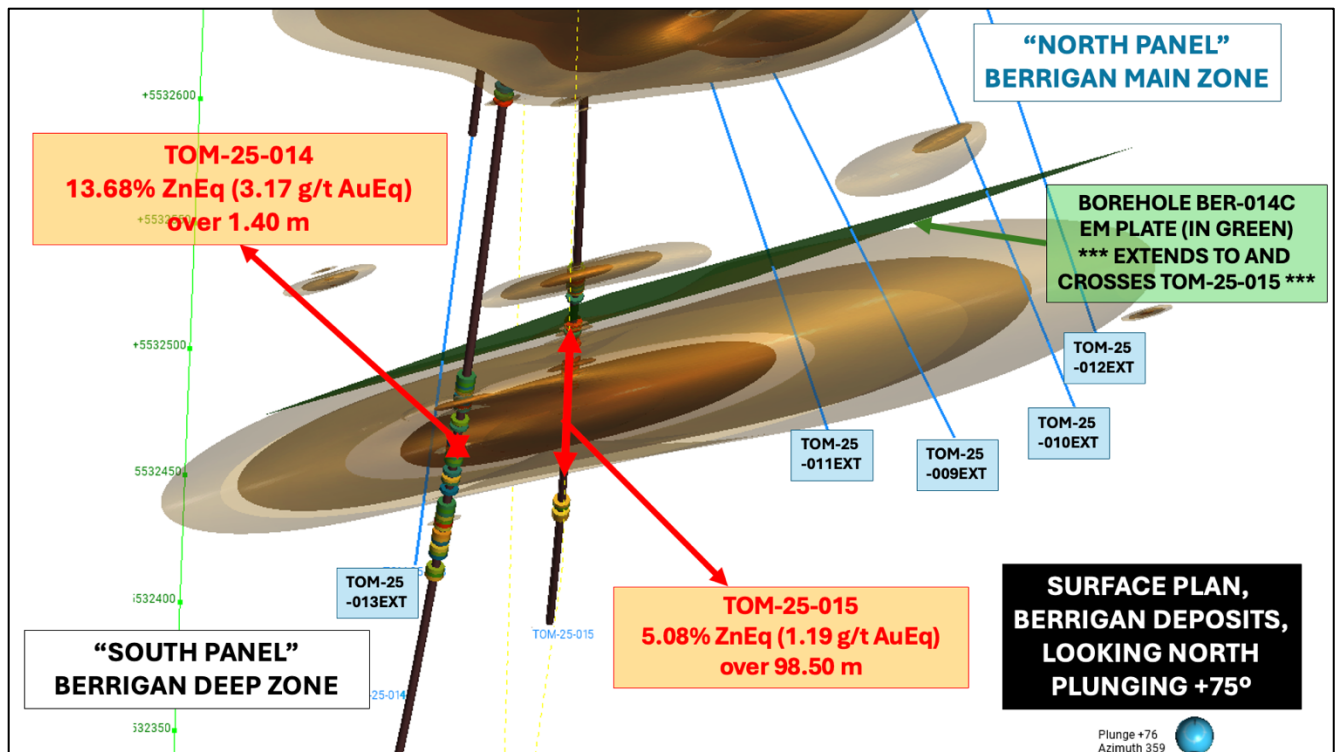 “NORTH PANEL”
BERRIGAN MAIN ZONE
+5532600
TOM-25-014
13.68% ZnEq (3.17 g/t AuEq)
over 1.40 m
BOREHOLE BER-014C
EM PLATE (IN GREEN)
*** EXTENDS TO AND
CROSSES TOM-25-015 ***
+5532500
TOM-25
-012EXT
TOM-25
-010EXT
TOM-25
-011EXT
TOM-25
-009EXT
5532450
5532400
TOM-25
-013EXT
TOM-25-015
TOM-25-015
5.08% ZnEq (1.19 g/t AuEq)
over 98.50 m
SURFACE PLAN,
BERRIGAN DEPOSITS,
LOOKING NORTH
PLUNGING +75º
“SOUTH PANEL”
BERRIGAN DEEP ZONE
-25-014
532350
Plunge +76
Azimuth 359